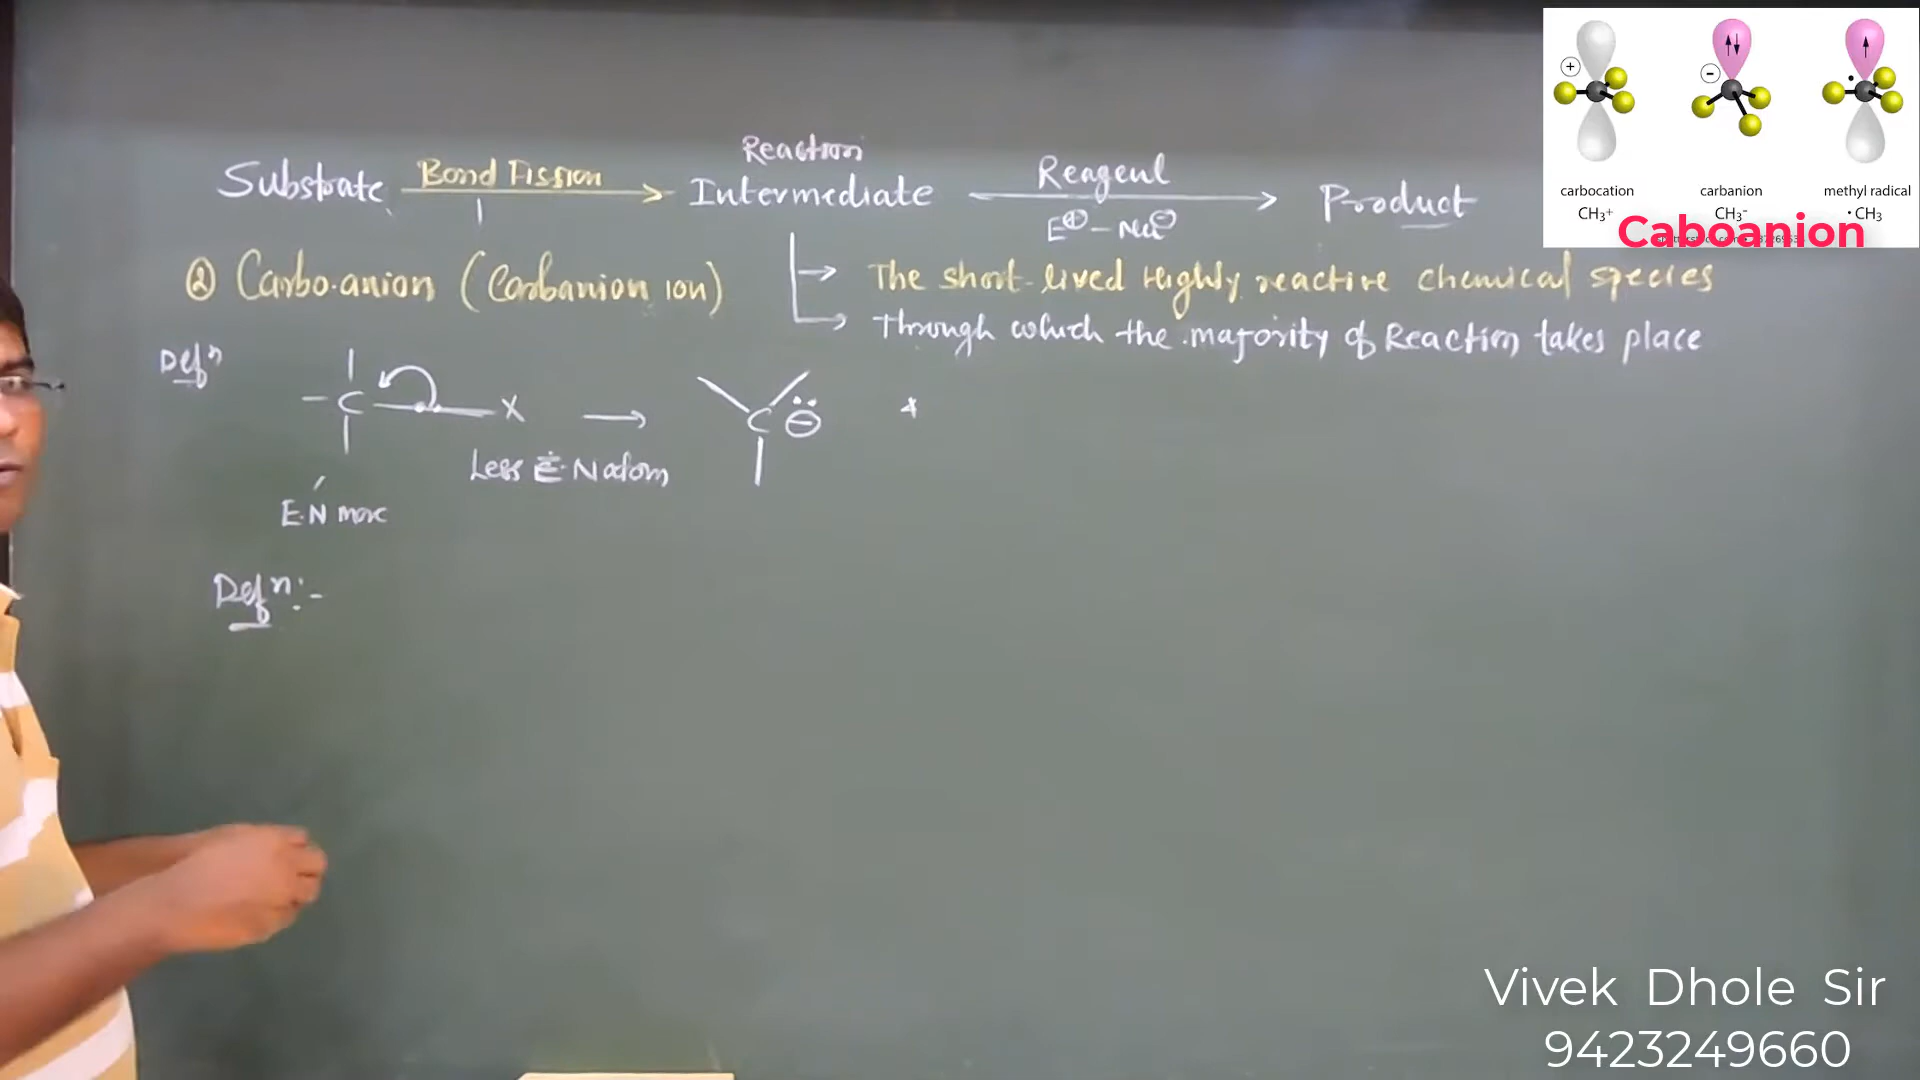 Substrate Bond Fission Reaction Intermediate Reagent Product
E⊕ - Nu⊖
② Carbo.anion (Carbanion ion)
The short-lived Highly reactive chemical species
Through which the majority of Reaction takes place
Defⁿ
- C - X → C ⊖ +
Less E.N atom
E.N more
Defⁿ:-
carbocation carbanion methyl radical
CH₃⁺ CH₃⁻ •CH₃
Caboanion
Vivek Dhole Sir
9423249660